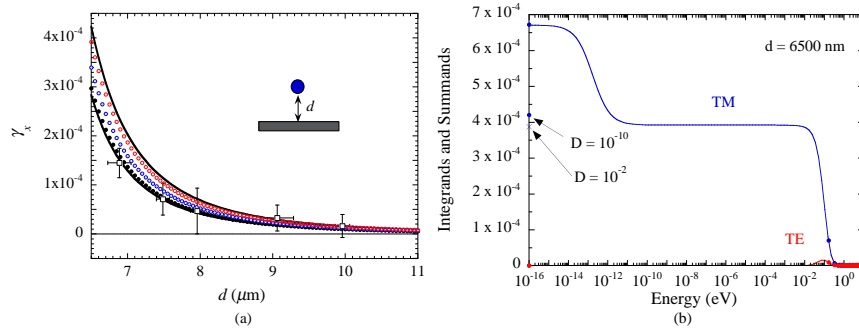 (a)
4x10⁻⁴
3x10⁻⁴
2x10⁻⁴
1x10⁻⁴
0
γₓ
d
7 8 9 10 11
d (μm)
(a)
(b)
7 x 10⁻⁴
6 x 10⁻⁴
5 x 10⁻⁴
4 x 10⁻⁴
3 x 10⁻⁴
2 x 10⁻⁴
1 x 10⁻⁴
0
Integrands and Summands
d = 6500 nm
TM
D = 10⁻¹⁰
D = 10⁻²
TE
10⁻¹⁶ 10⁻¹⁴ 10⁻¹² 10⁻¹⁰ 10⁻⁸ 10⁻⁶ 10⁻⁴ 10⁻² 10⁰
Energy (eV)
(b)